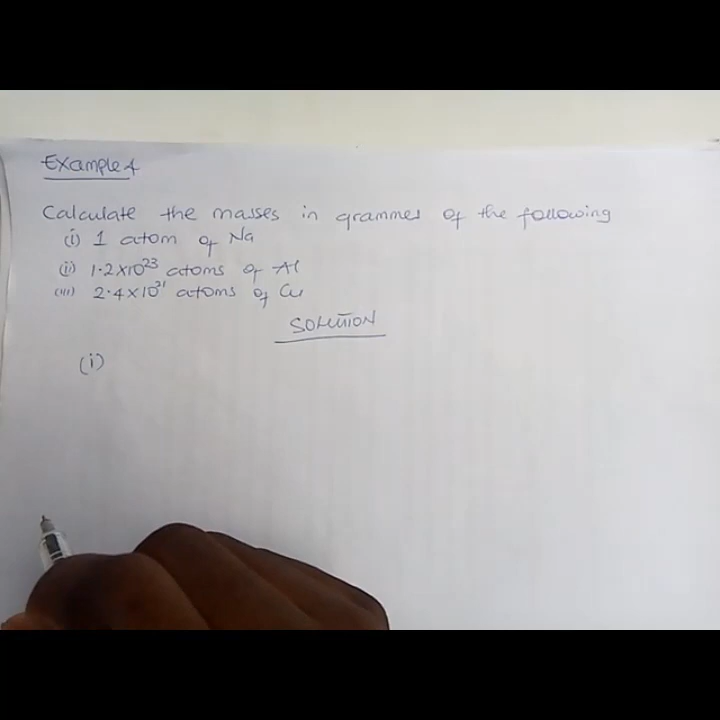 Example 4
Calculate the masses in grammes of the following
(i) 1 atom of Na
(ii) 1.2×10²³ atoms of Al
(iii) 2.4×10³¹ atoms of Cu
SOLUTION
(i)